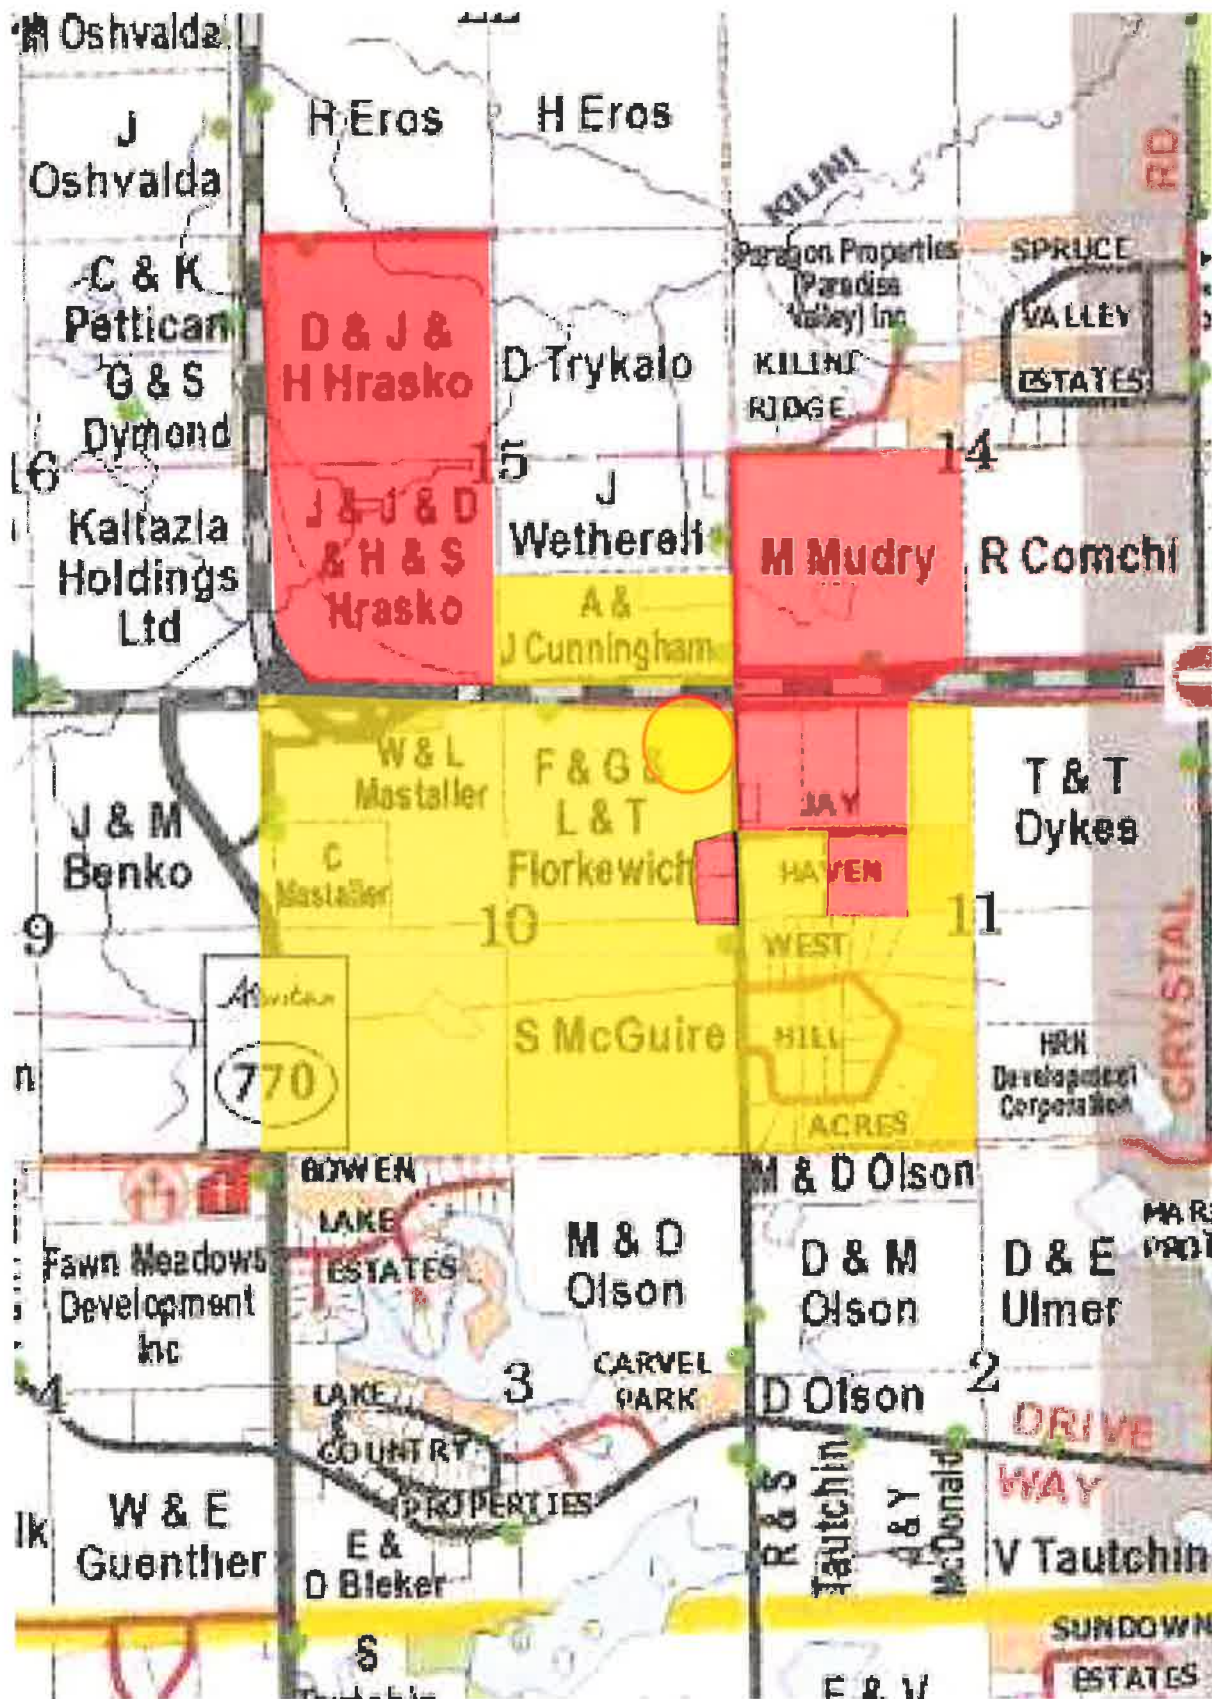 M Oshvalda
J
Oshvalda
H Eros
H Eros
KILINI
RD.
C & K
Pettican
G & S
Dymond
D & J &
H Hrasko
D Trykalo
Paragon Properties
(Paradise
Valley) Inc
KILINI
RIDGE
SPRUCE
VALLEY
ESTATES
16
15
14
Kaltazla
Holdings
Ltd
J & J & D
& H & S
Hrasko
J
Wetherell
A &
J Cunningham
M Mudry
R Comchi
J & M
Benko
W & L
Mastaller
C
Mastaller
F & G &
L & T
Florkewich
JAY
HAVEN
T & T
Dykes
9
10
11
WEST
HILL
ACRES
770
S McGuire
HRN
Development
Corporation
CRYSTAL
n
BOWEN
LAKE
ESTATES
Fawn Meadows
Development
Inc
M & D
Olson
M & D Olson
D & M
Olson
D & E
Ulmer
4
3
2
LAKE
COUNTRY
PROPERTIES
CARVEL
PARK
D Olson
DRIVE
WAY
lk
W & E
Guenther
E &
D Bleker
R & S
Tautchin
A & Y
McDonald
V Tautchin
S
SUNDOWN
ESTATES
E & V